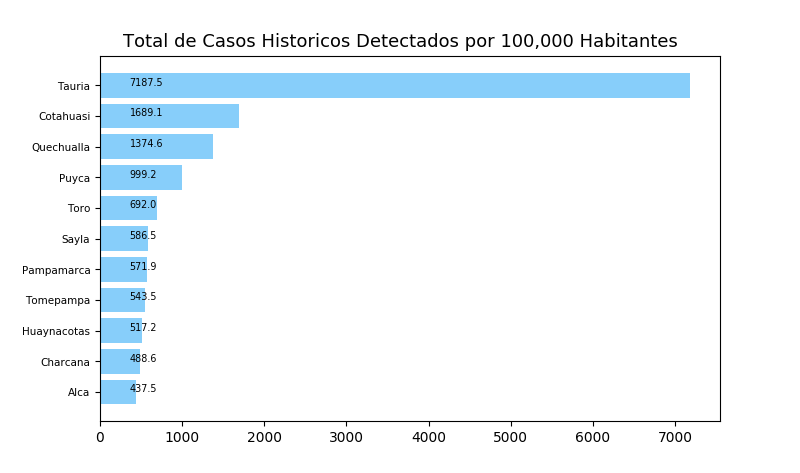 Total de Casos Historicos Detectados por 100,000 Habitantes
Tauria 7187.5
Cotahuasi 1689.1
Quechualla 1374.6
Puyca 999.2
Toro 692.0
Sayla 586.5
Pampamarca 571.9
Tomepampa 543.5
Huaynacotas 517.2
Charcana 488.6
Alca 437.5
0 1000 2000 3000 4000 5000 6000 7000